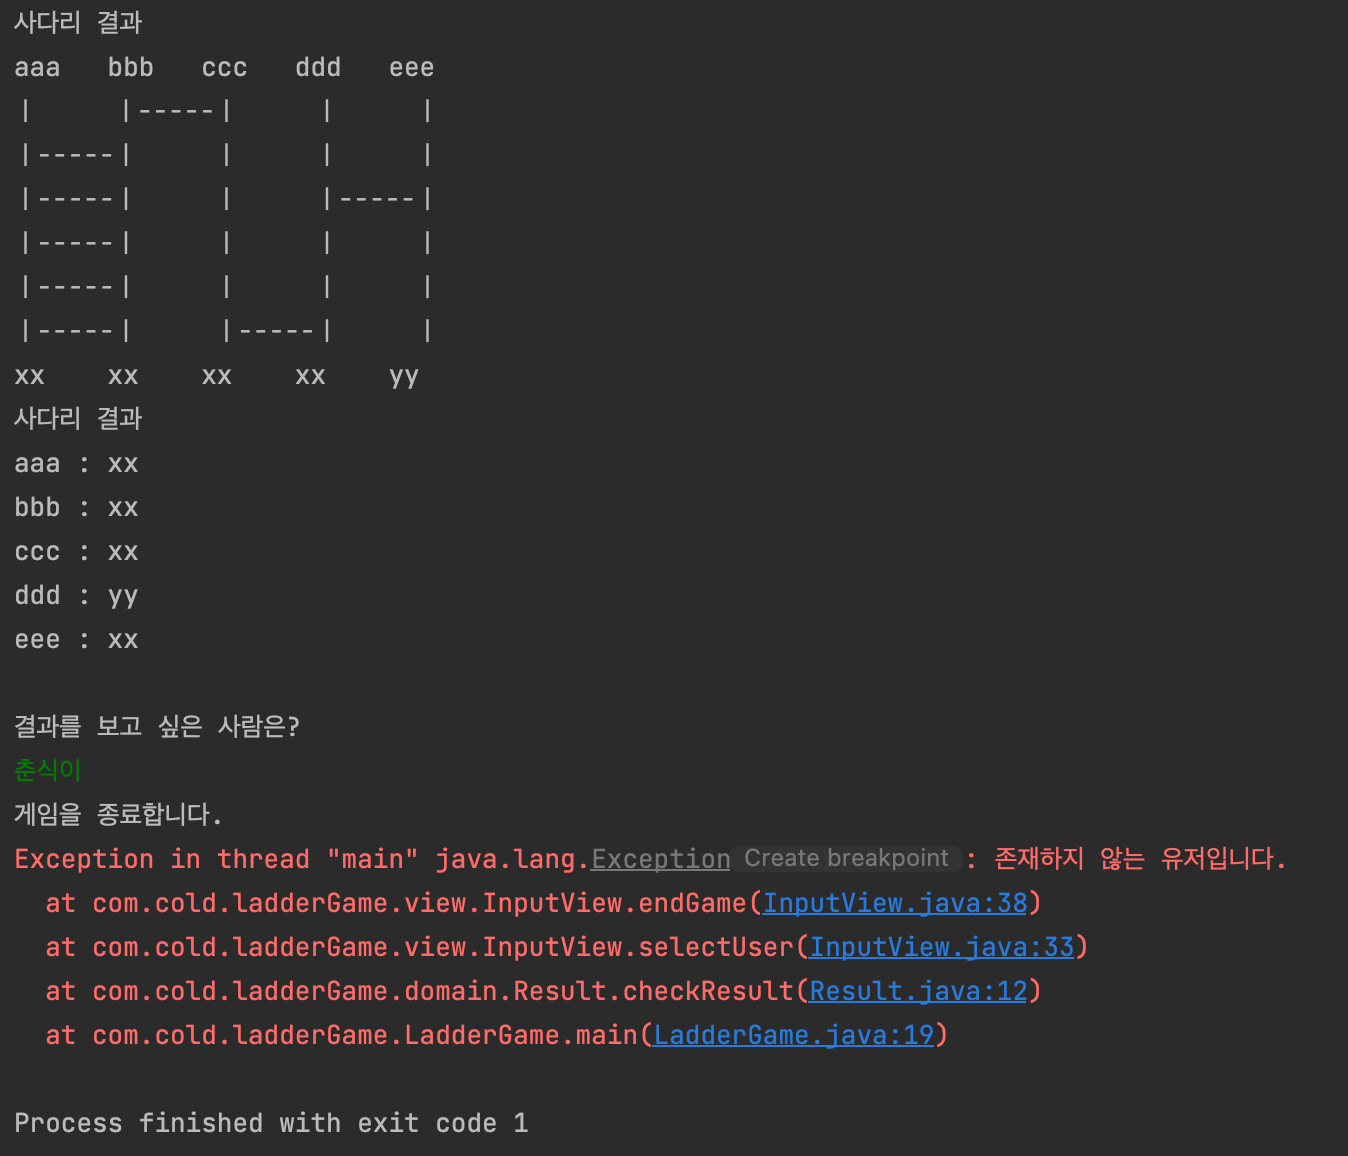 사다리 결과
aaa   bbb   ccc   ddd   eee
|     |-----|     |     |
|-----|     |     |     |
|-----|     |     |-----|
|-----|     |     |     |
|-----|     |     |     |
|-----|     |-----|     |
xx    xx    xx    xx    yy
사다리 결과
aaa : xx
bbb : xx
ccc : xx
ddd : yy
eee : xx
결과를 보고 싶은 사람은?
춘식이
게임을 종료합니다.
Exception in thread "main" java.lang.Exception Create breakpoint : 존재하지 않는 유저입니다.
  at com.cold.ladderGame.view.InputView.endGame(InputView.java:38)
  at com.cold.ladderGame.view.InputView.selectUser(InputView.java:33)
  at com.cold.ladderGame.domain.Result.checkResult(Result.java:12)
  at com.cold.ladderGame.LadderGame.main(LadderGame.java:19)
Process finished with exit code 1